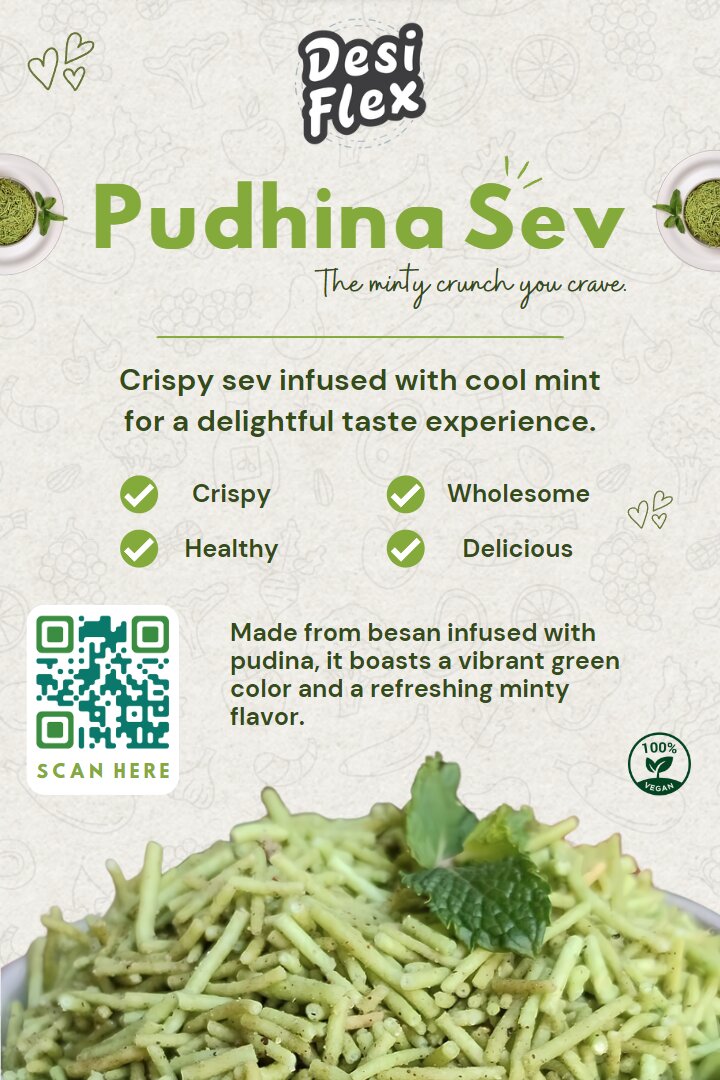 Desi
Flex
Pudhina Sev
The minty crunch you crave.
Crispy sev infused with cool mint
for a delightful taste experience.
Crispy
Wholesome
Healthy
Delicious
Made from besan infused with
pudina, it boasts a vibrant green
color and a refreshing minty
flavor.
SCAN HERE
100%
VEGAN